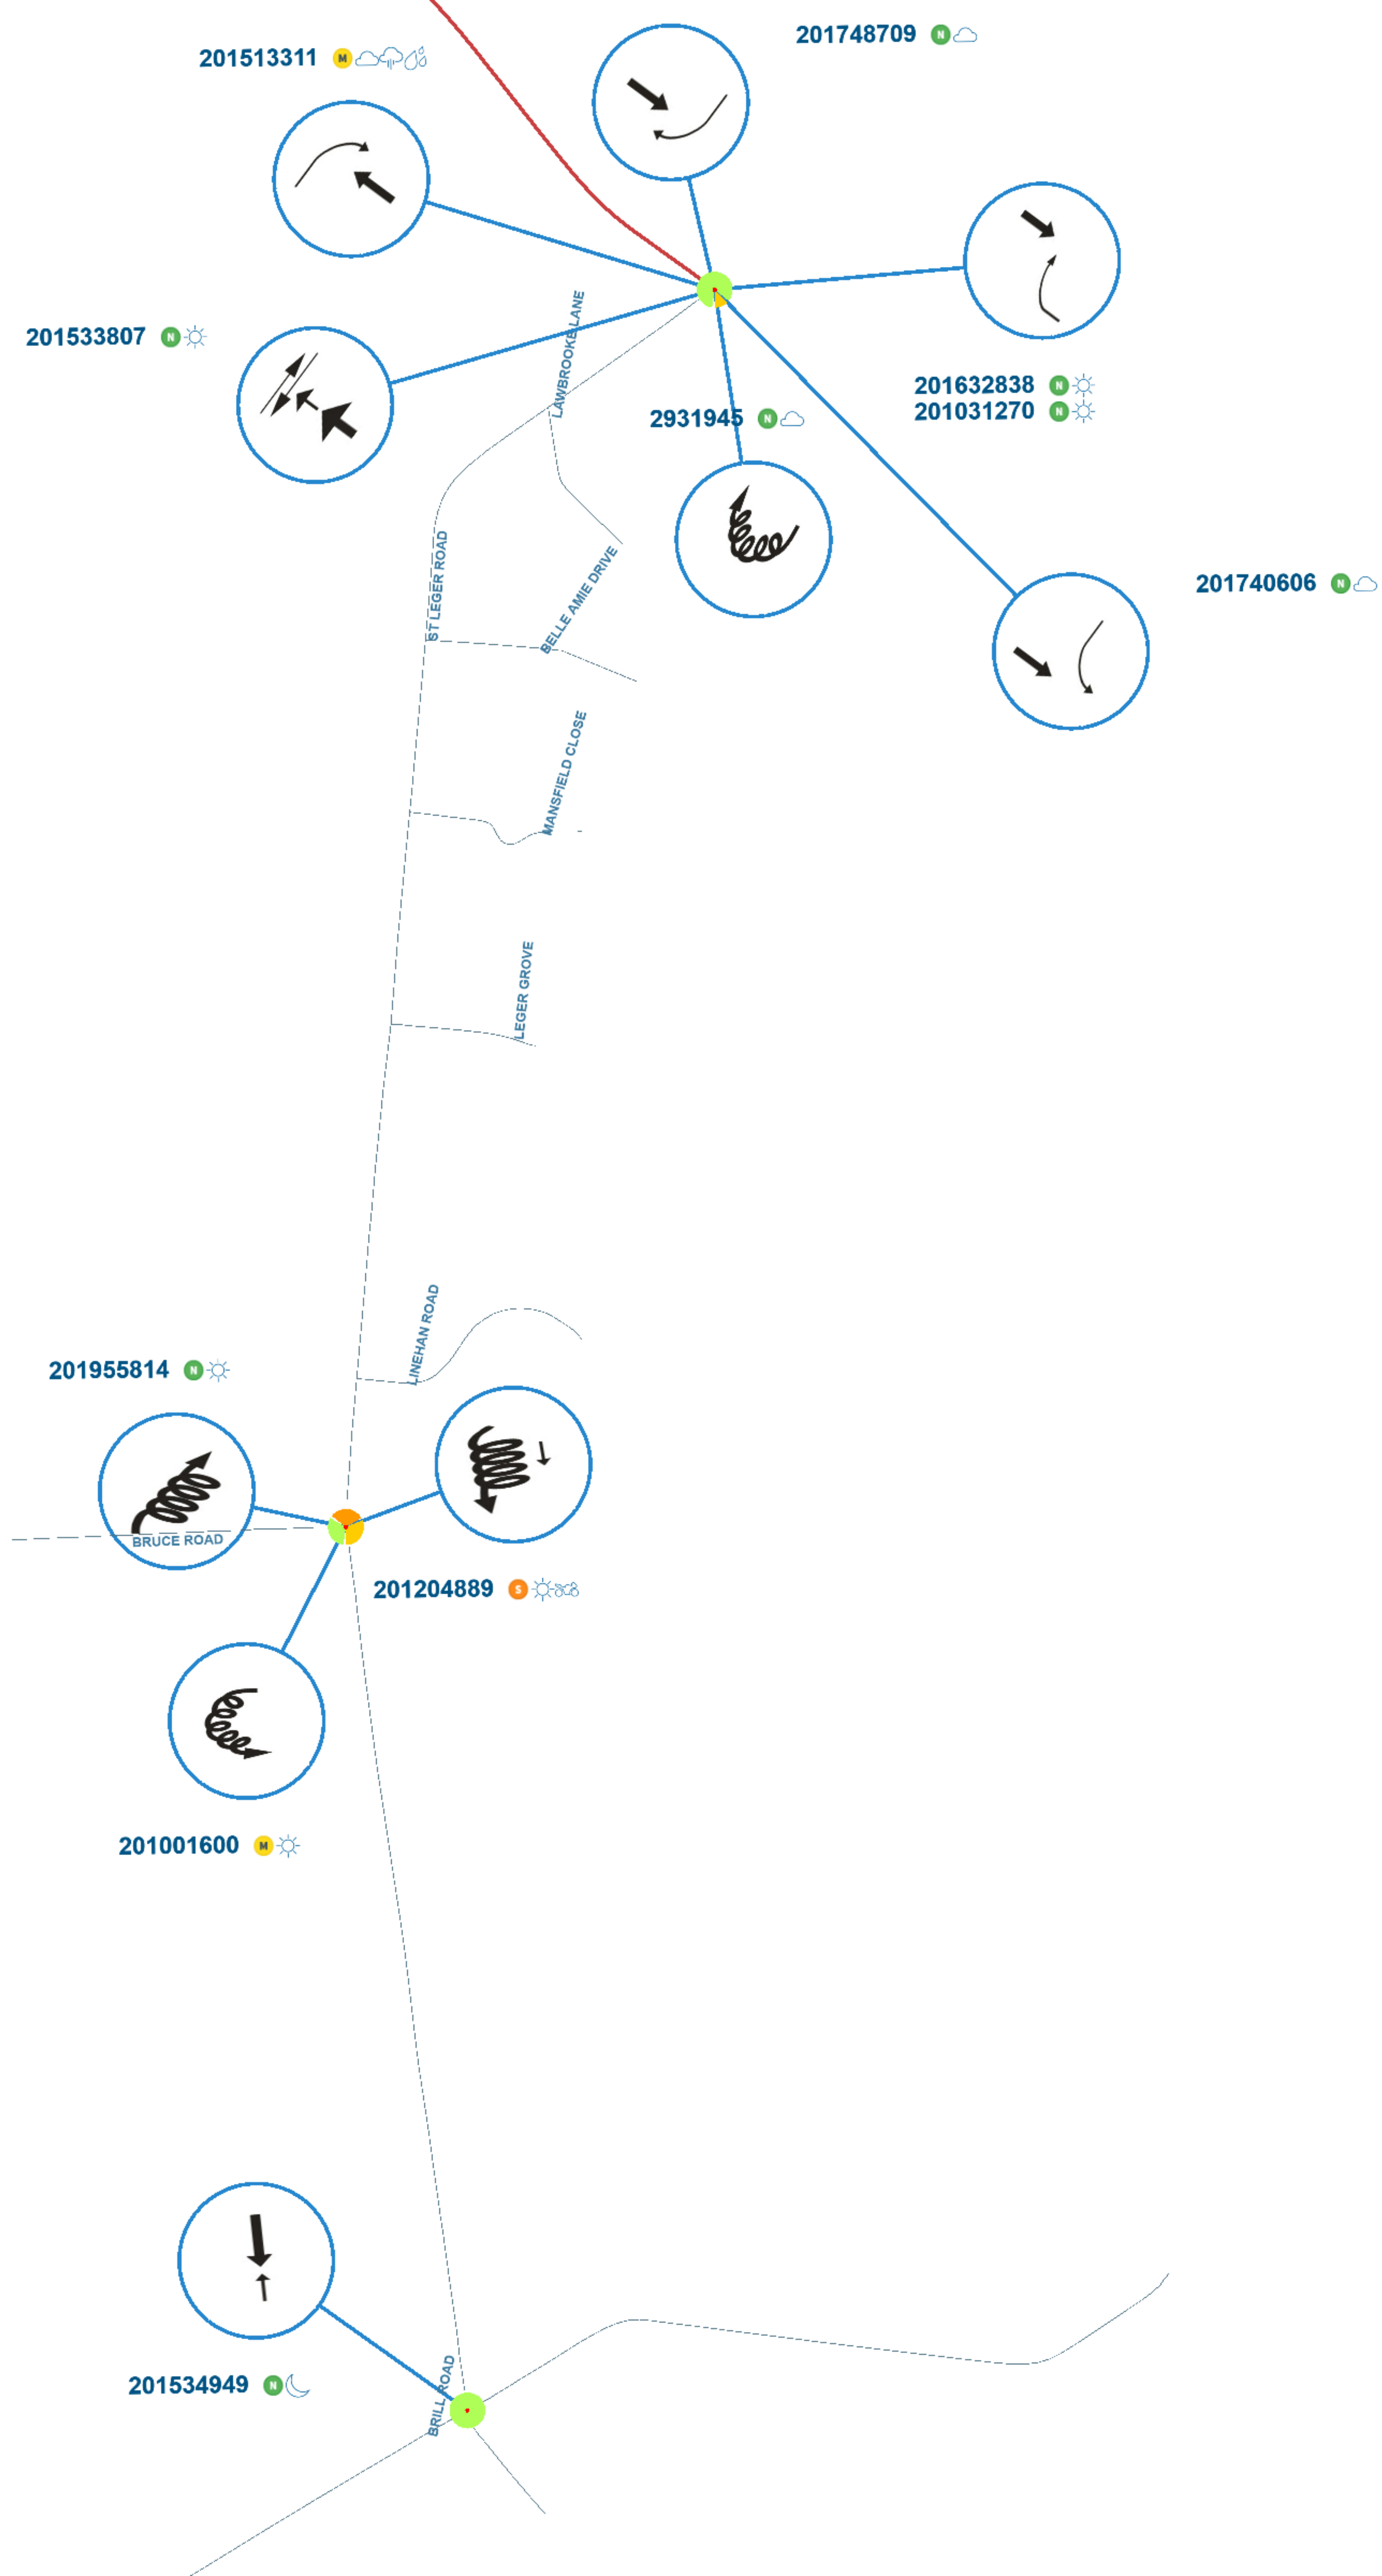 201748709 N
201513311 M
201533807 N
LAWBROOKE LANE
201632838 N
201031270 N
2931945 N
ST LEGER ROAD
BELLE AMIE DRIVE
201740606 N
MANSFIELD CLOSE
LEGER GROVE
LINEHAN ROAD
201955814 N
BRUCE ROAD
201204889 S
201001600 M
BRILL ROAD
201534949 N